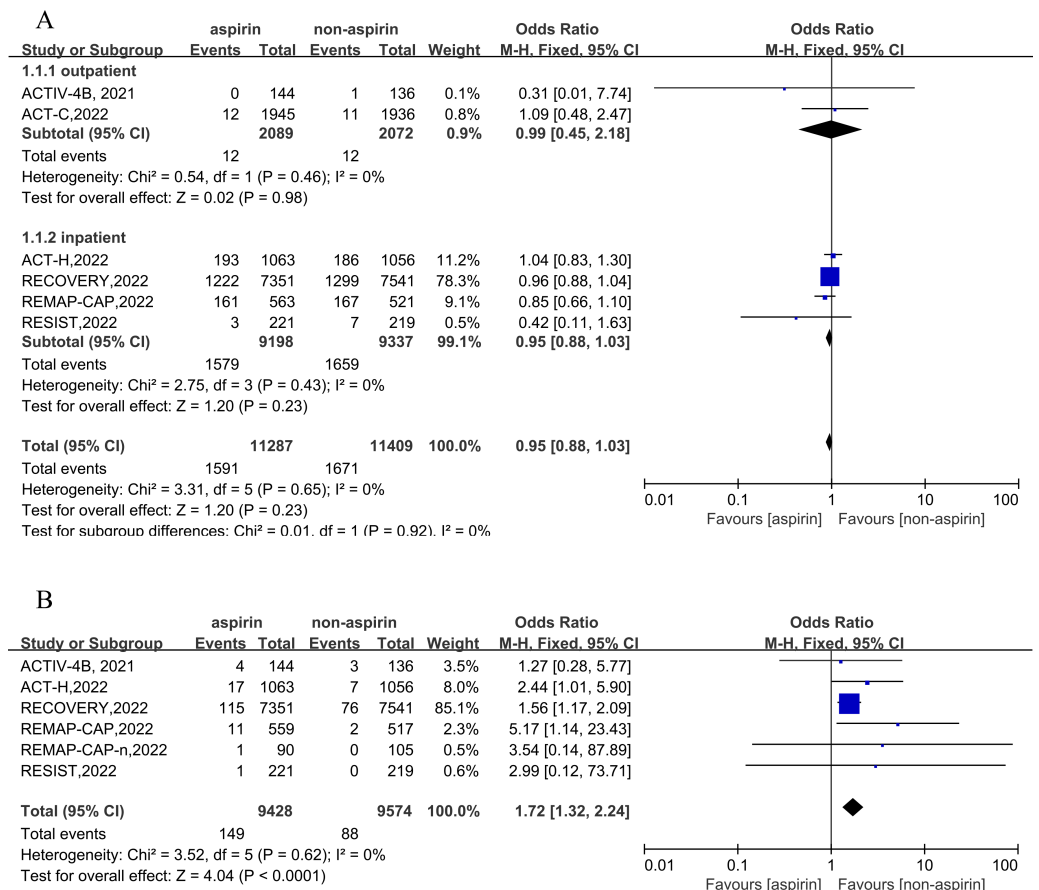 A
aspirin non-aspirin Odds Ratio Odds Ratio
Study or Subgroup Events Total Events Total Weight M-H, Fixed, 95% CI M-H, Fixed, 95% CI
1.1.1 outpatient
ACTIV-4B, 2021 0 144 1 136 0.1% 0.31 [0.01, 7.74]
ACT-C,2022 12 1945 11 1936 0.8% 1.09 [0.48, 2.47]
Subtotal (95% CI) 2089 2072 0.9% 0.99 [0.45, 2.18]
Total events 12 12
Heterogeneity: Chi² = 0.54, df = 1 (P = 0.46); I² = 0%
Test for overall effect: Z = 0.02 (P = 0.98)
1.1.2 inpatient
ACT-H,2022 193 1063 186 1056 11.2% 1.04 [0.83, 1.30]
RECOVERY,2022 1222 7351 1299 7541 78.3% 0.96 [0.88, 1.04]
REMAP-CAP,2022 161 563 167 521 9.1% 0.85 [0.66, 1.10]
RESIST,2022 3 221 7 219 0.5% 0.42 [0.11, 1.63]
Subtotal (95% CI) 9198 9337 99.1% 0.95 [0.88, 1.03]
Total events 1579 1659
Heterogeneity: Chi² = 2.75, df = 3 (P = 0.43); I² = 0%
Test for overall effect: Z = 1.20 (P = 0.23)
Total (95% CI) 11287 11409 100.0% 0.95 [0.88, 1.03]
Total events 1591 1671
Heterogeneity: Chi² = 3.31, df = 5 (P = 0.65); I² = 0%
Test for overall effect: Z = 1.20 (P = 0.23)
Test for subgroup differences: Chi² = 0.01, df = 1 (P = 0.92), I² = 0%
0.01 0.1 1 10 100
Favours [aspirin] Favours [non-aspirin]
B
aspirin non-aspirin Odds Ratio Odds Ratio
Study or Subgroup Events Total Events Total Weight M-H, Fixed, 95% CI M-H, Fixed, 95% CI
ACTIV-4B, 2021 4 144 3 136 3.5% 1.27 [0.28, 5.77]
ACT-H,2022 17 1063 7 1056 8.0% 2.44 [1.01, 5.90]
RECOVERY,2022 115 7351 76 7541 85.1% 1.56 [1.17, 2.09]
REMAP-CAP,2022 11 559 2 517 2.3% 5.17 [1.14, 23.43]
REMAP-CAP-n,2022 1 90 0 105 0.5% 3.54 [0.14, 87.89]
RESIST,2022 1 221 0 219 0.6% 2.99 [0.12, 73.71]
Total (95% CI) 9428 9574 100.0% 1.72 [1.32, 2.24]
Total events 149 88
Heterogeneity: Chi² = 3.52, df = 5 (P = 0.62); I² = 0%
Test for overall effect: Z = 4.04 (P < 0.0001)
0.01 0.1 1 10 100
Favours [aspirin] Favours [non-aspirin]